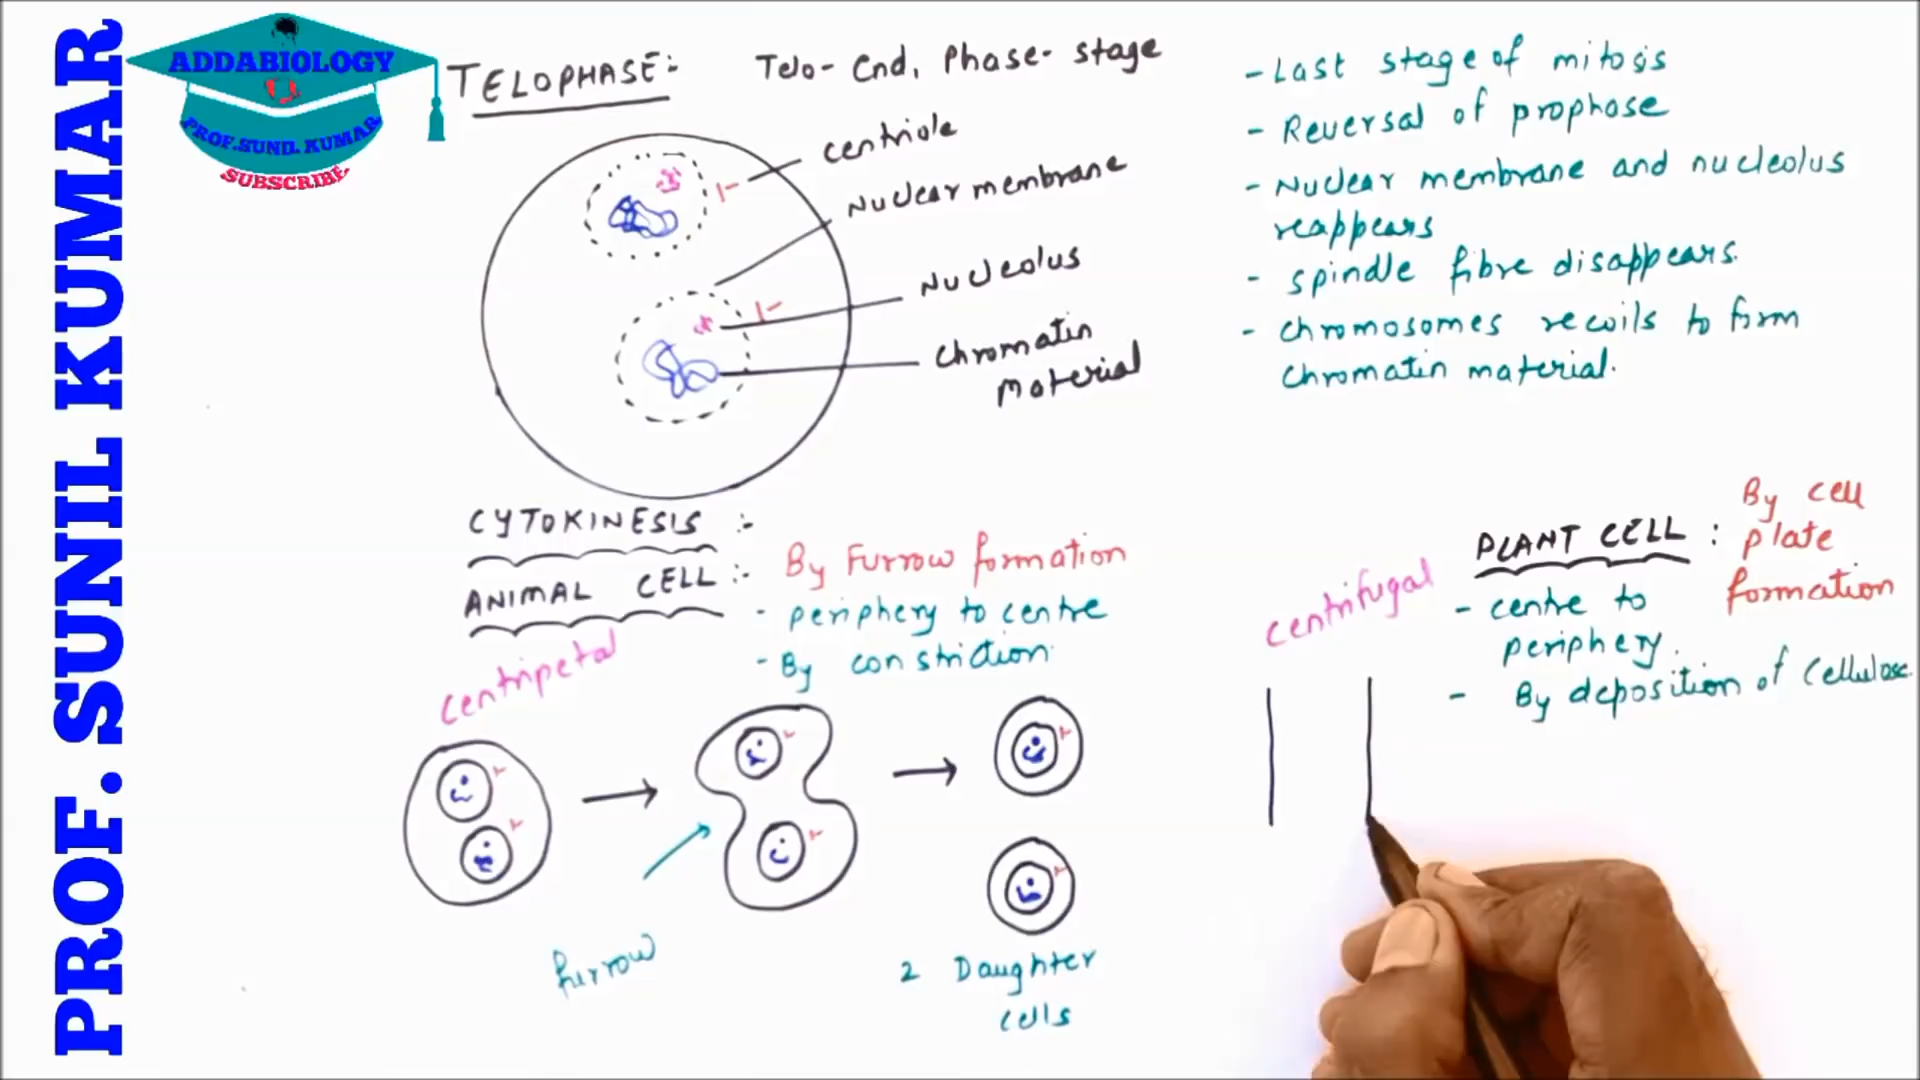 PROF. SUNIL KUMAR
ADDABIOLOGY
PROF.SUNIL KUMAR
SUBSCRIBE
TELOPHASE:-
Telo- End, Phase- stage
centriole
Nuclear membrane
Nucleolus
Chromatin
Material
- Last stage of mitosis
- Reversal of prophase
- Nuclear membrane and nucleolus
reappears
- spindle fibre disappears.
- chromosomes recoils to form
chromatin material.
CYTOKINESIS :-
ANIMAL CELL :-
By Furrow formation
- periphery to centre
- By constriction.
centripetal
furrow
2 Daughter
cells
PLANT CELL :
By cell
plate
formation
centrifugal
- centre to
periphery.
- By deposition of cellulose.